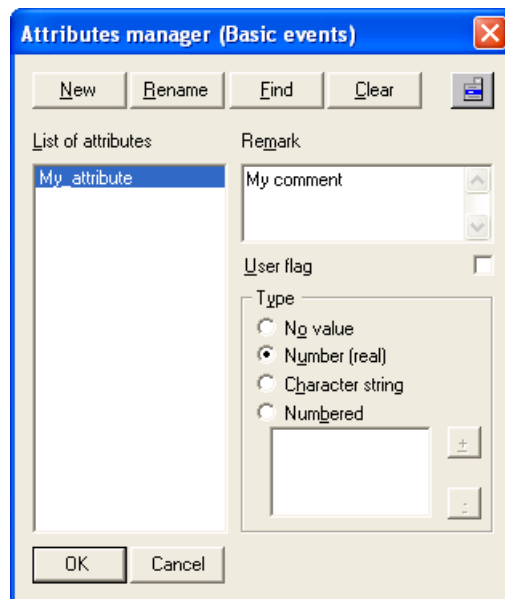 Attributes manager (Basic events)
New Rename Find Clear
List of attributes Remark
My_attribute My comment
User flag
Type
No value
Number (real)
Character string
Numbered
+
-
OK Cancel